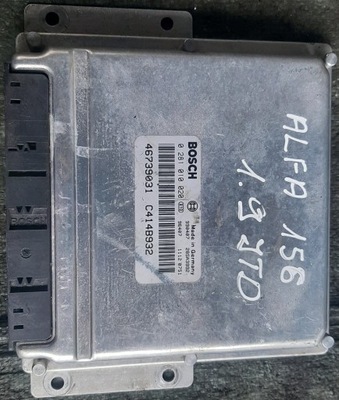 BOSCH
0 281 010 020
Made in Germany
46739031 C414B932
ALFA 156
1.9 JTD